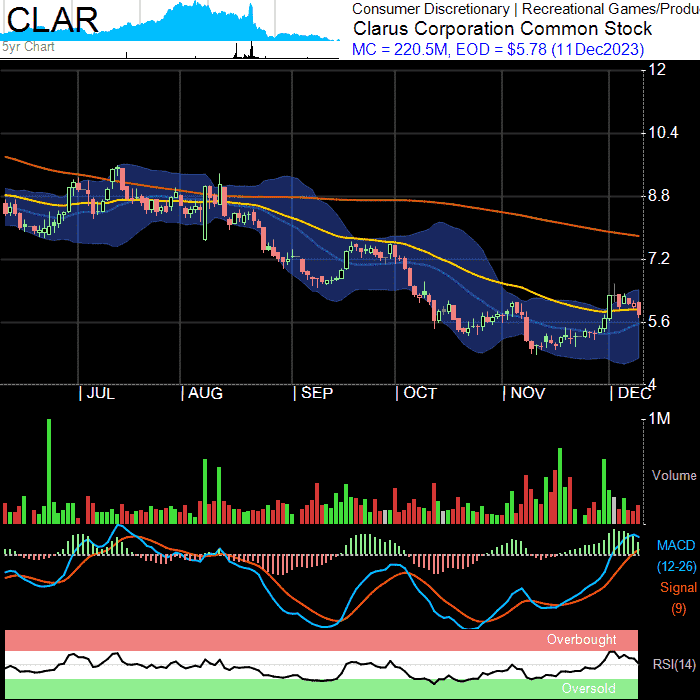 CLAR
Consumer Discretionary | Recreational Games/Produ
Clarus Corporation Common Stock
MC = 220.5M, EOD = $5.78 (11Dec2023)
5yr Chart
12
10.4
8.8
7.2
5.6
4
| JUL | AUG | SEP | OCT | NOV | DEC
1M
Volume
MACD
(12-26)
Signal
(9)
Overbought
RSI(14)
Oversold